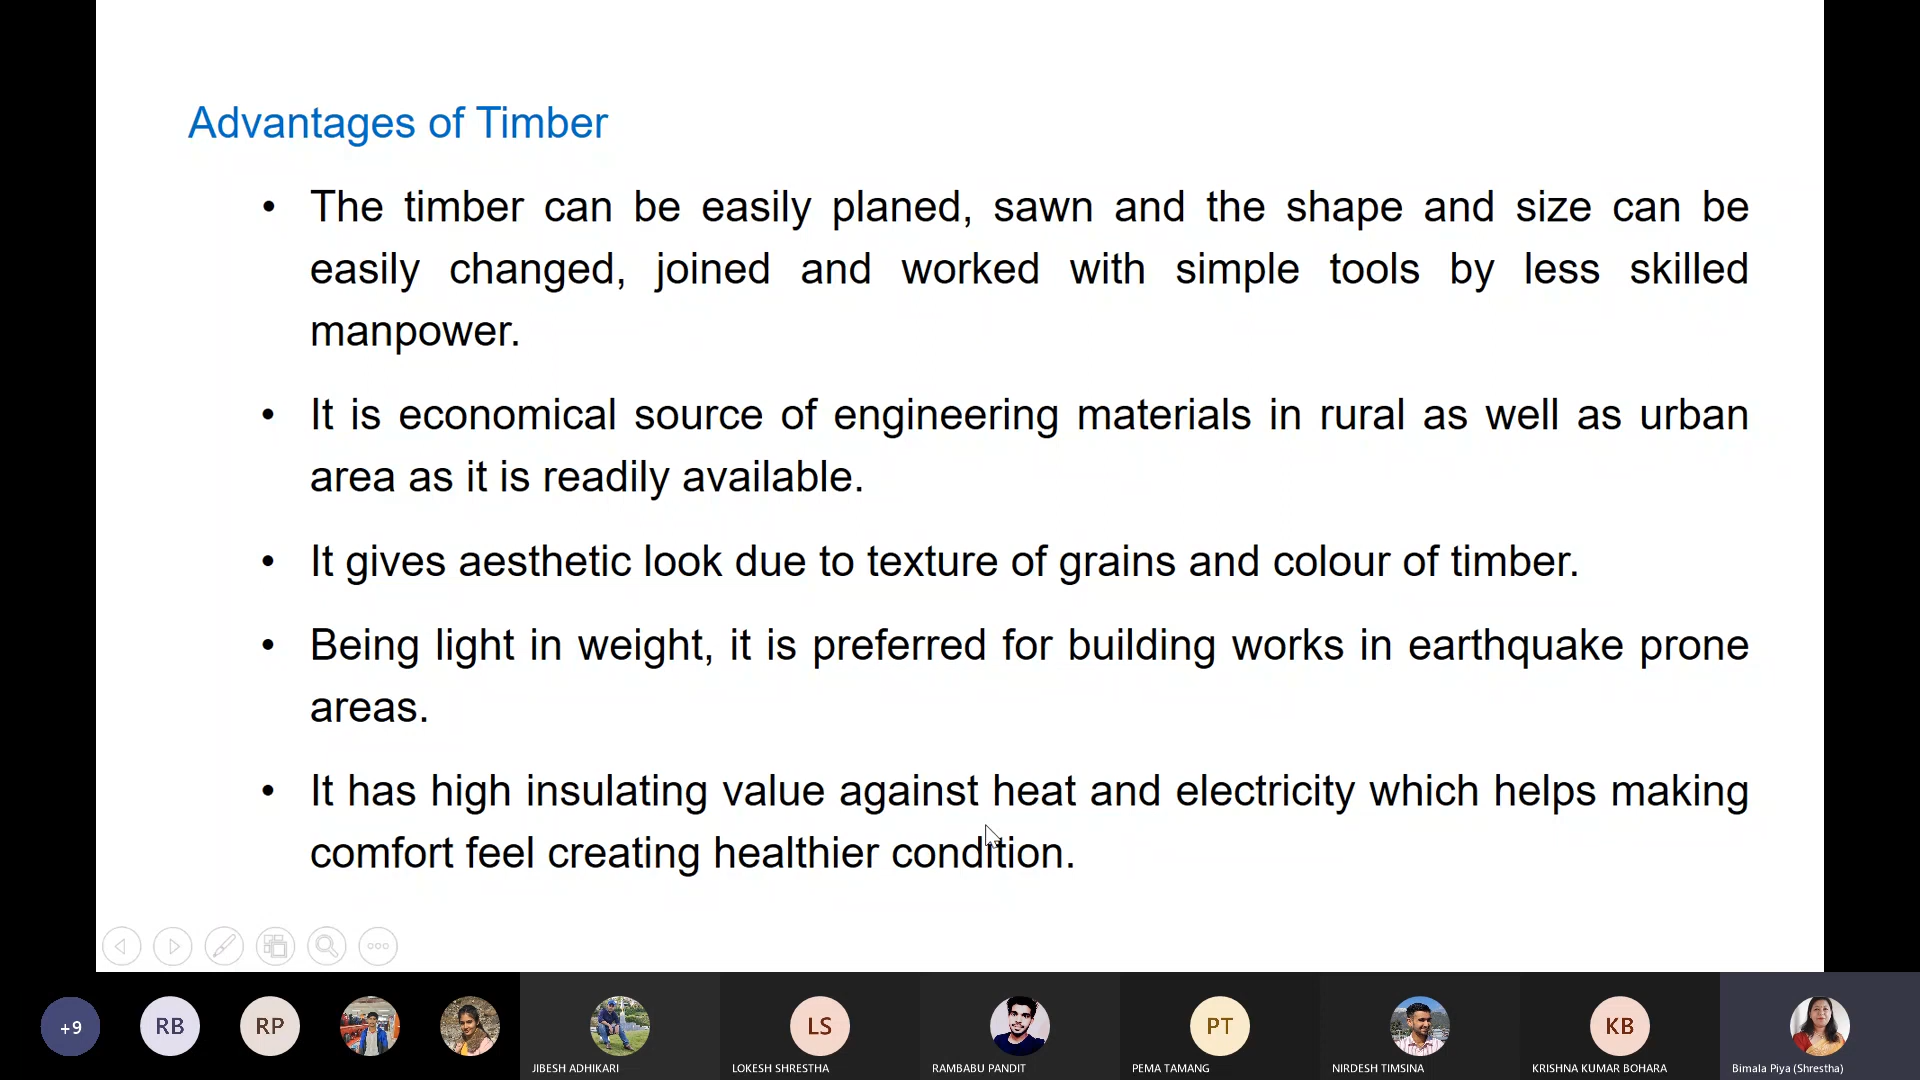 Advantages of Timber
• The timber can be easily planed, sawn and the shape and size can be
easily changed, joined and worked with simple tools by less skilled
manpower.
• It is economical source of engineering materials in rural as well as urban
area as it is readily available.
• It gives aesthetic look due to texture of grains and colour of timber.
• Being light in weight, it is preferred for building works in earthquake prone
areas.
• It has high insulating value against heat and electricity which helps making
comfort feel creating healthier condition.
+9
RB
RP
LS
PT
KB
JIBESH ADHIKARI
LOKESH SHRESTHA
RAMBABU PANDIT
PEMA TAMANG
NIRDESH TIMSINA
KRISHNA KUMAR BOHARA
Bimala Piya (Shrestha)